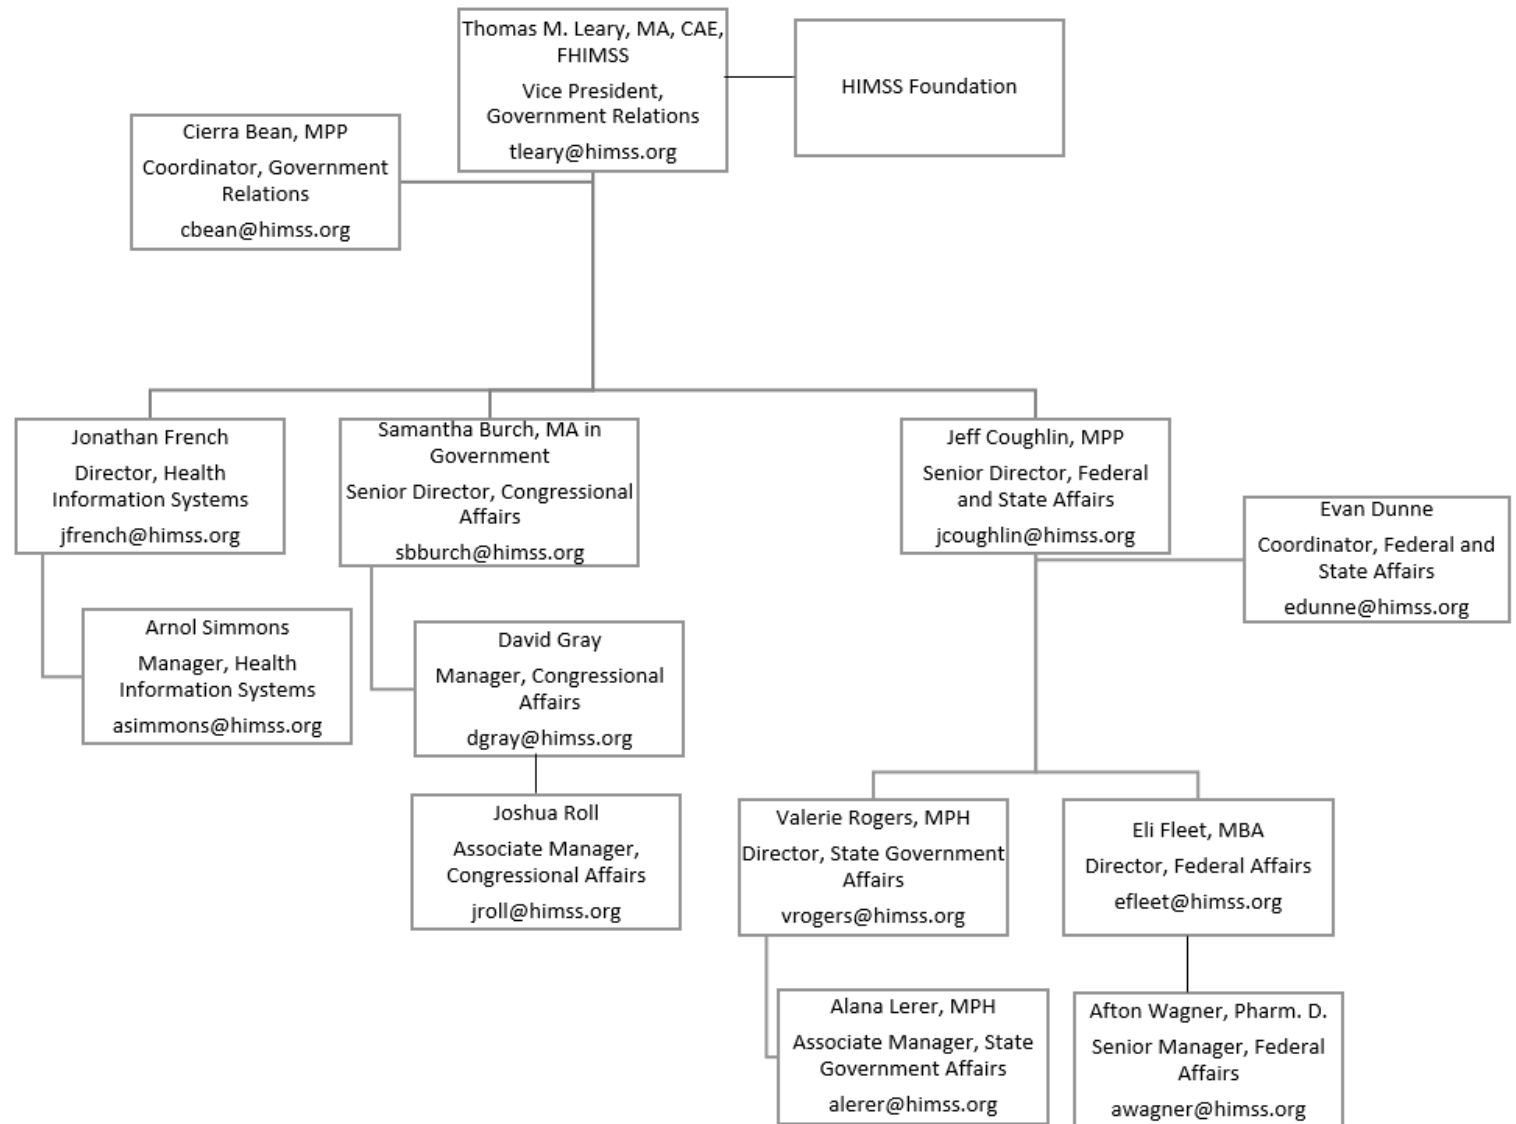 Thomas M. Leary, MA, CAE,
FHIMSS
Vice President,
Government Relations
tleary@himss.org
HIMSS Foundation
Cierra Bean, MPP
Coordinator, Government
Relations
cbean@himss.org
Jonathan French
Director, Health
Information Systems
jfrench@himss.org
Samantha Burch, MA in
Government
Senior Director, Congressional
Affairs
sbburch@himss.org
Jeff Coughlin, MPP
Senior Director, Federal
and State Affairs
jcoughlin@himss.org
Evan Dunne
Coordinator, Federal and
State Affairs
edunne@himss.org
Arnol Simmons
Manager, Health
Information Systems
asimmons@himss.org
David Gray
Manager, Congressional
Affairs
dgray@himss.org
Joshua Roll
Associate Manager,
Congressional Affairs
jroll@himss.org
Valerie Rogers, MPH
Director, State Government
Affairs
vrogers@himss.org
Eli Fleet, MBA
Director, Federal Affairs
efleet@himss.org
Alana Lerer, MPH
Associate Manager, State
Government Affairs
alerer@himss.org
Afton Wagner, Pharm. D.
Senior Manager, Federal
Affairs
awagner@himss.org